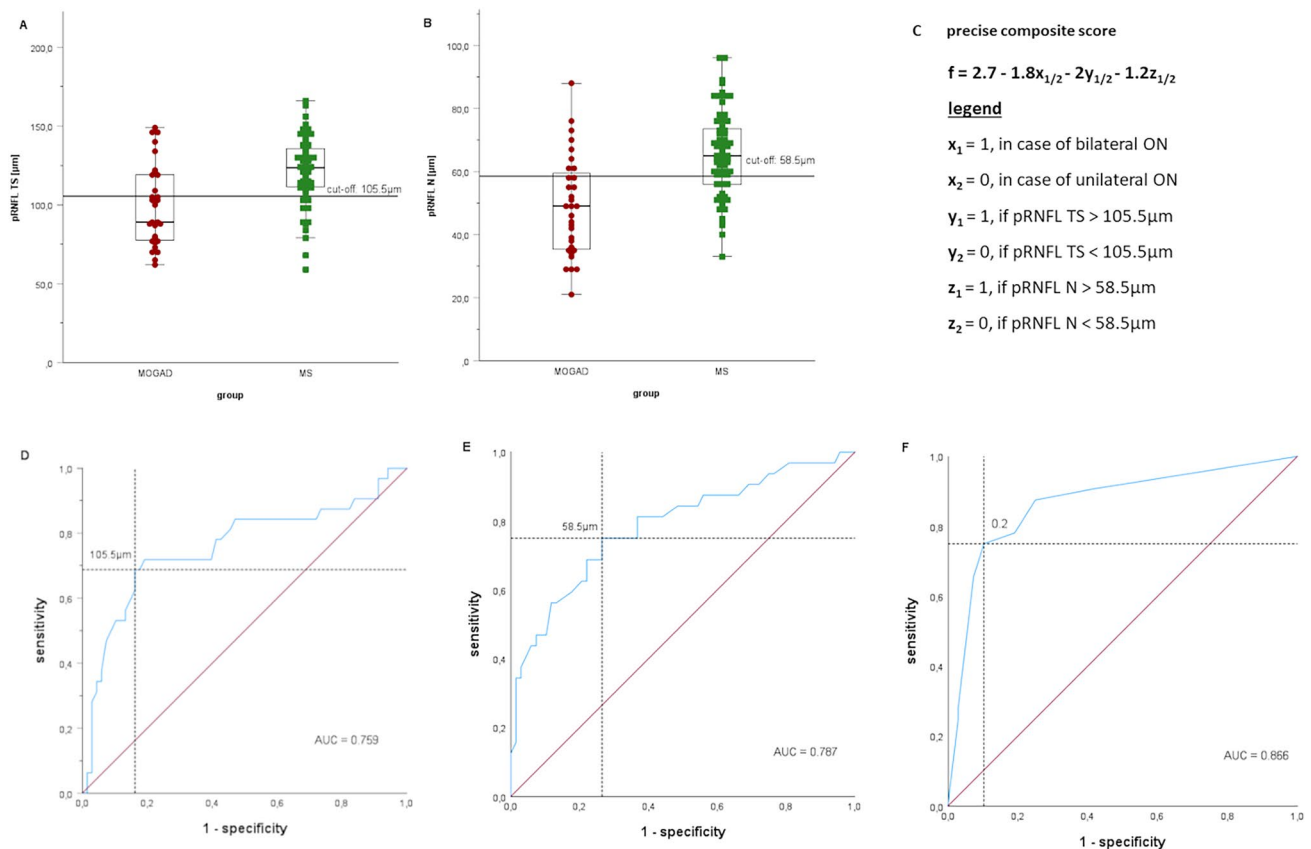 A
200,0
150,0
100,0
50,0
,0
pRNFL TS [µm]
cut-off: 105.5µm
MOGAD
MS
group
B
100,0
80,0
60,0
40,0
20,0
,0
pRNFL N [µm]
cut-off: 58.5µm
MOGAD
MS
group
C precise composite score
f = 2.7 - 1.8x1/2 - 2y1/2 - 1.2z1/2
legend
x1 = 1, in case of bilateral ON
x2 = 0, in case of unilateral ON
y1 = 1, if pRNFL TS > 105.5µm
y2 = 0, if pRNFL TS < 105.5µm
z1 = 1, if pRNFL N > 58.5µm
z2 = 0, if pRNFL N < 58.5µm
D
1,0
0,8
0,6
0,4
0,2
0,0
sensitivity
105.5µm
AUC = 0.759
0,0 0,2 0,4 0,6 0,8 1,0
1 - specificity
E
1,0
0,8
0,6
0,4
0,2
0,0
sensitivity
58.5µm
AUC = 0.787
0,0 0,2 0,4 0,6 0,8 1,0
1 - specificity
F
1,0
0,8
0,6
0,4
0,2
0,0
sensitivity
0.2
AUC = 0.866
0,0 0,2 0,4 0,6 0,8 1,0
1 - specificity